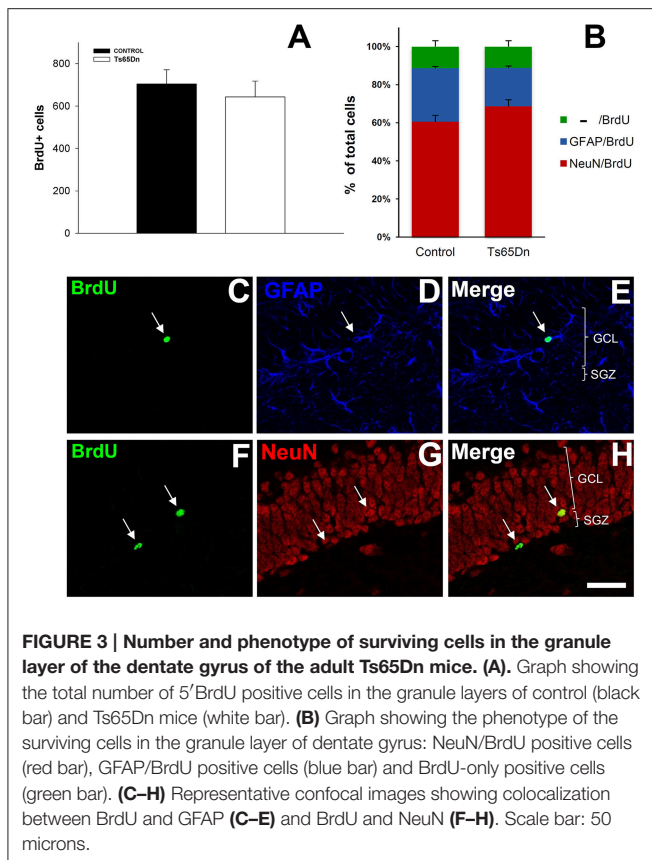 A
CONTROL
Ts65Dn
BrdU+ cells
800
600
400
200
0
B
% of total cells
100%
80%
60%
40%
20%
0%
Control
Ts65Dn
– /BrdU
GFAP/BrdU
NeuN/BrdU
BrdU
C
GFAP
D
Merge
E
GCL
SGZ
BrdU
F
NeuN
G
Merge
H
GCL
SGZ
FIGURE 3 | Number and phenotype of surviving cells in the granule
layer of the dentate gyrus of the adult Ts65Dn mice. (A). Graph showing
the total number of 5′BrdU positive cells in the granule layers of control (black
bar) and Ts65Dn mice (white bar). (B) Graph showing the phenotype of the
surviving cells in the granule layer of dentate gyrus: NeuN/BrdU positive cells
(red bar), GFAP/BrdU positive cells (blue bar) and BrdU-only positive cells
(green bar). (C–H) Representative confocal images showing colocalization
between BrdU and GFAP (C–E) and BrdU and NeuN (F–H). Scale bar: 50
microns.